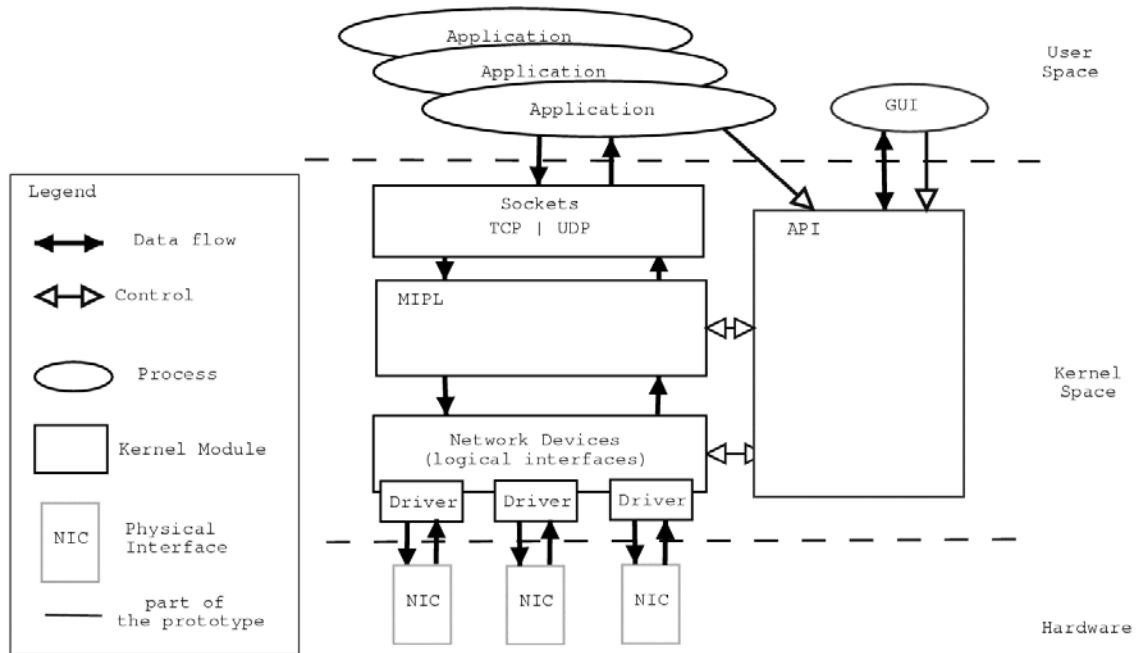 Application
Application
Application
GUI
User
Space
Legend
Data flow
Control
Process
Kernel Module
NIC
Physical
Interface
part of
the prototype
Sockets
TCP | UDP
API
MIPL
Network Devices
(logical interfaces)
Driver
Driver
Driver
Kernel
Space
NIC
NIC
NIC
Hardware